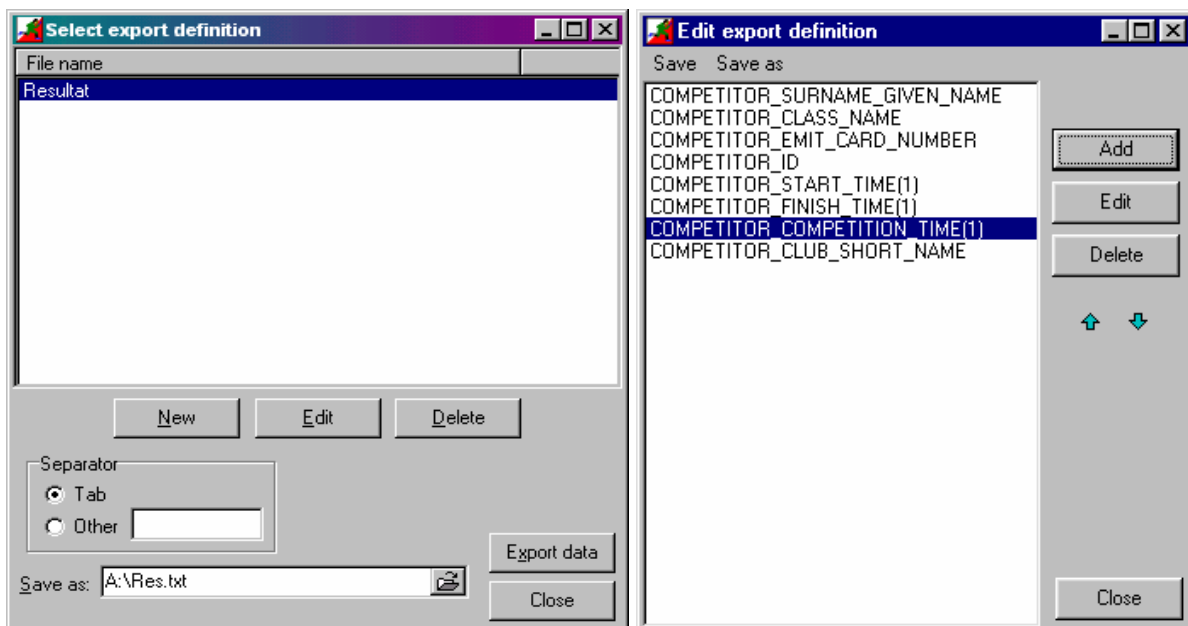 Select export definition
File name
Resultat
New Edit Delete
Separator
Tab
Other
Export data
Save as: A:\Res.txt
Close
Edit export definition
Save Save as
COMPETITOR_SURNAME_GIVEN_NAME
COMPETITOR_CLASS_NAME
COMPETITOR_EMIT_CARD_NUMBER
COMPETITOR_ID
COMPETITOR_START_TIME(1)
COMPETITOR_FINISH_TIME(1)
COMPETITOR_COMPETITION_TIME(1)
COMPETITOR_CLUB_SHORT_NAME
Add
Edit
Delete
Close